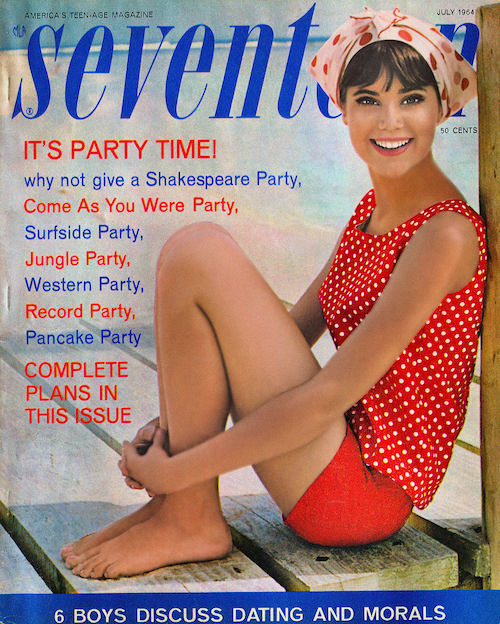 AMERICA'S TEEN-AGE MAGAZINE
JULY 1964
MLA
seventeen
®
50 CENTS
IT'S PARTY TIME!
why not give a Shakespeare Party,
Come As You Were Party,
Surfside Party,
Jungle Party,
Western Party,
Record Party,
Pancake Party
COMPLETE
PLANS IN
THIS ISSUE
6 BOYS DISCUSS DATING AND MORALS